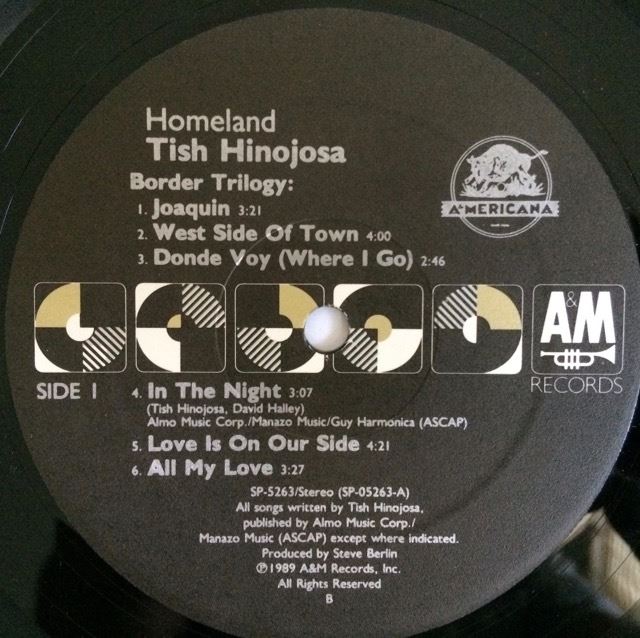 Homeland
Tish Hinojosa
Border Trilogy:
1. Joaquin 3:21
2. West Side Of Town 4:00
3. Donde Voy (Where I Go) 2:46
A*MERICANA
A&M
SIDE I
RECORDS
4. In The Night 3:07
(Tish Hinojosa, David Halley)
Almo Music Corp./Manazo Music/Guy Harmonica (ASCAP)
5. Love Is On Our Side 4:21
6. All My Love 3:27
SP-5263/Stereo (SP-05263-A)
All songs written by Tish Hinojosa,
published by Almo Music Corp./
Manazo Music (ASCAP) except where indicated.
Produced by Steve Berlin
℗1989 A&M Records, Inc.
All Rights Reserved
B